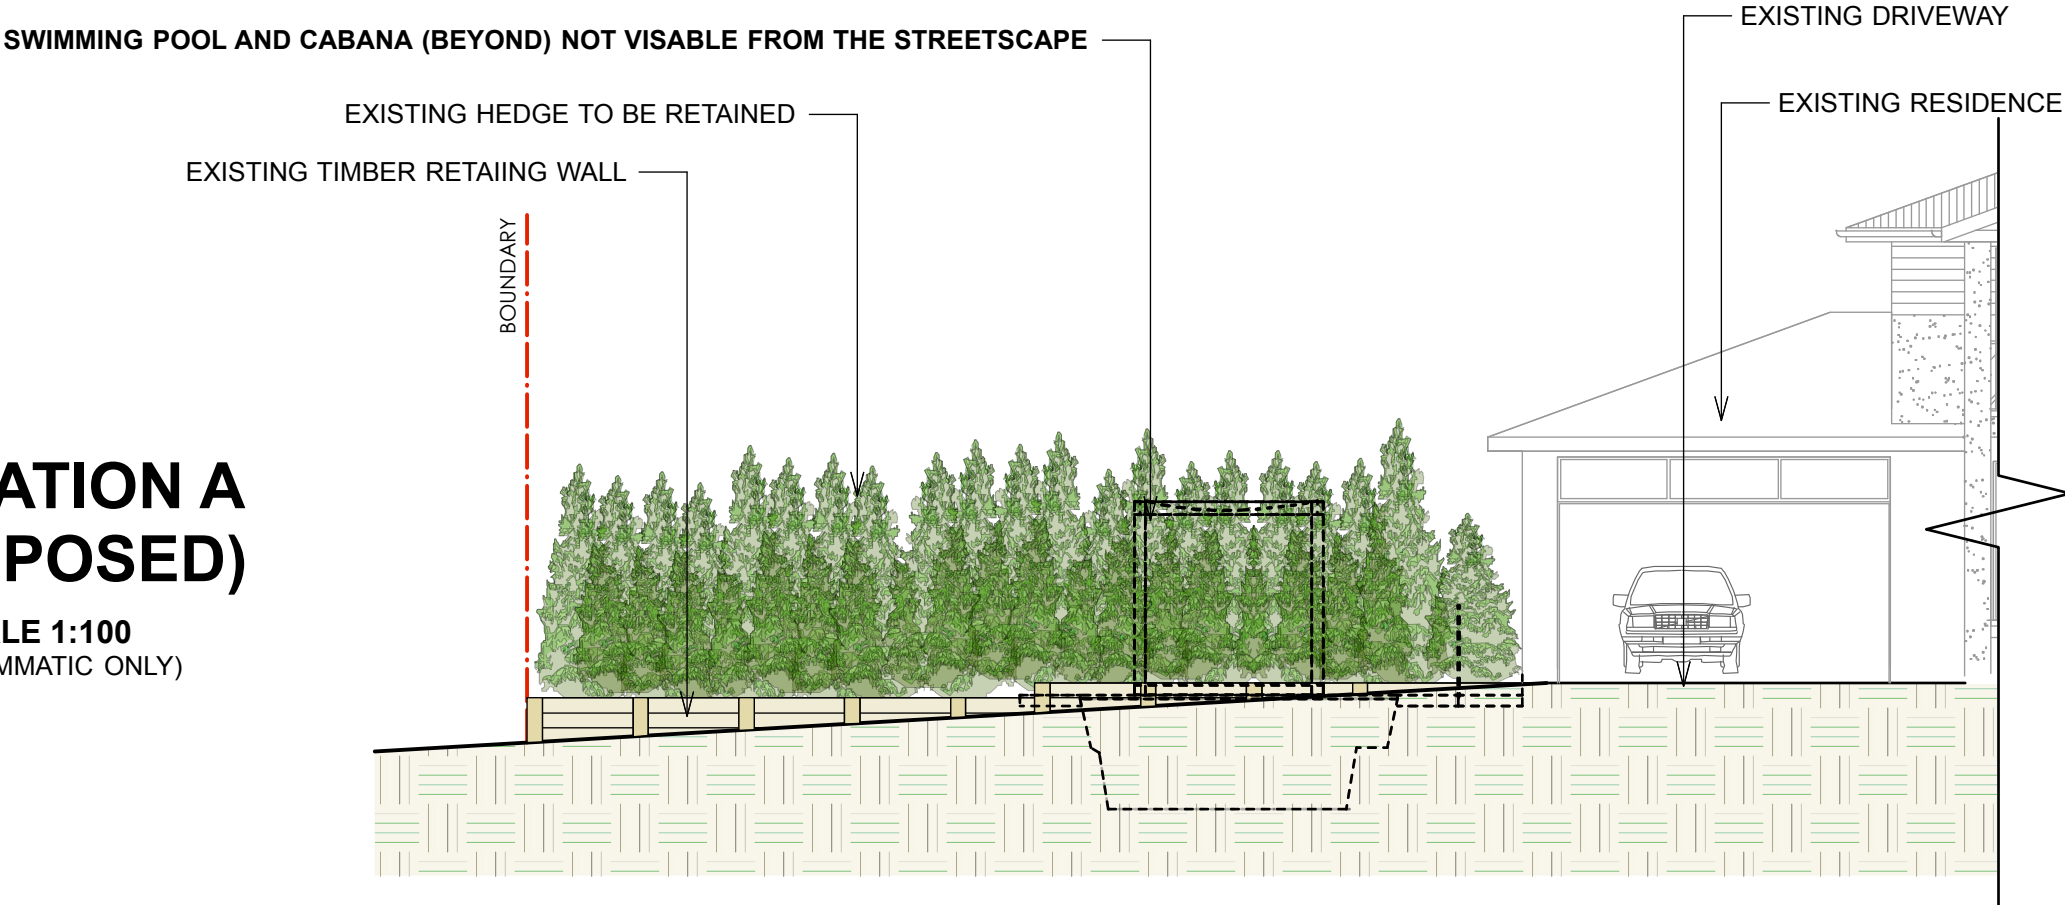 EXISTING DRIVEWAY
SWIMMING POOL AND CABANA (BEYOND) NOT VISABLE FROM THE STREETSCAPE
EXISTING RESIDENCE
EXISTING HEDGE TO BE RETAINED
EXISTING TIMBER RETAIING WALL
BOUNDARY
ATION A
POSED)
LE 1:100
MMATIC ONLY)